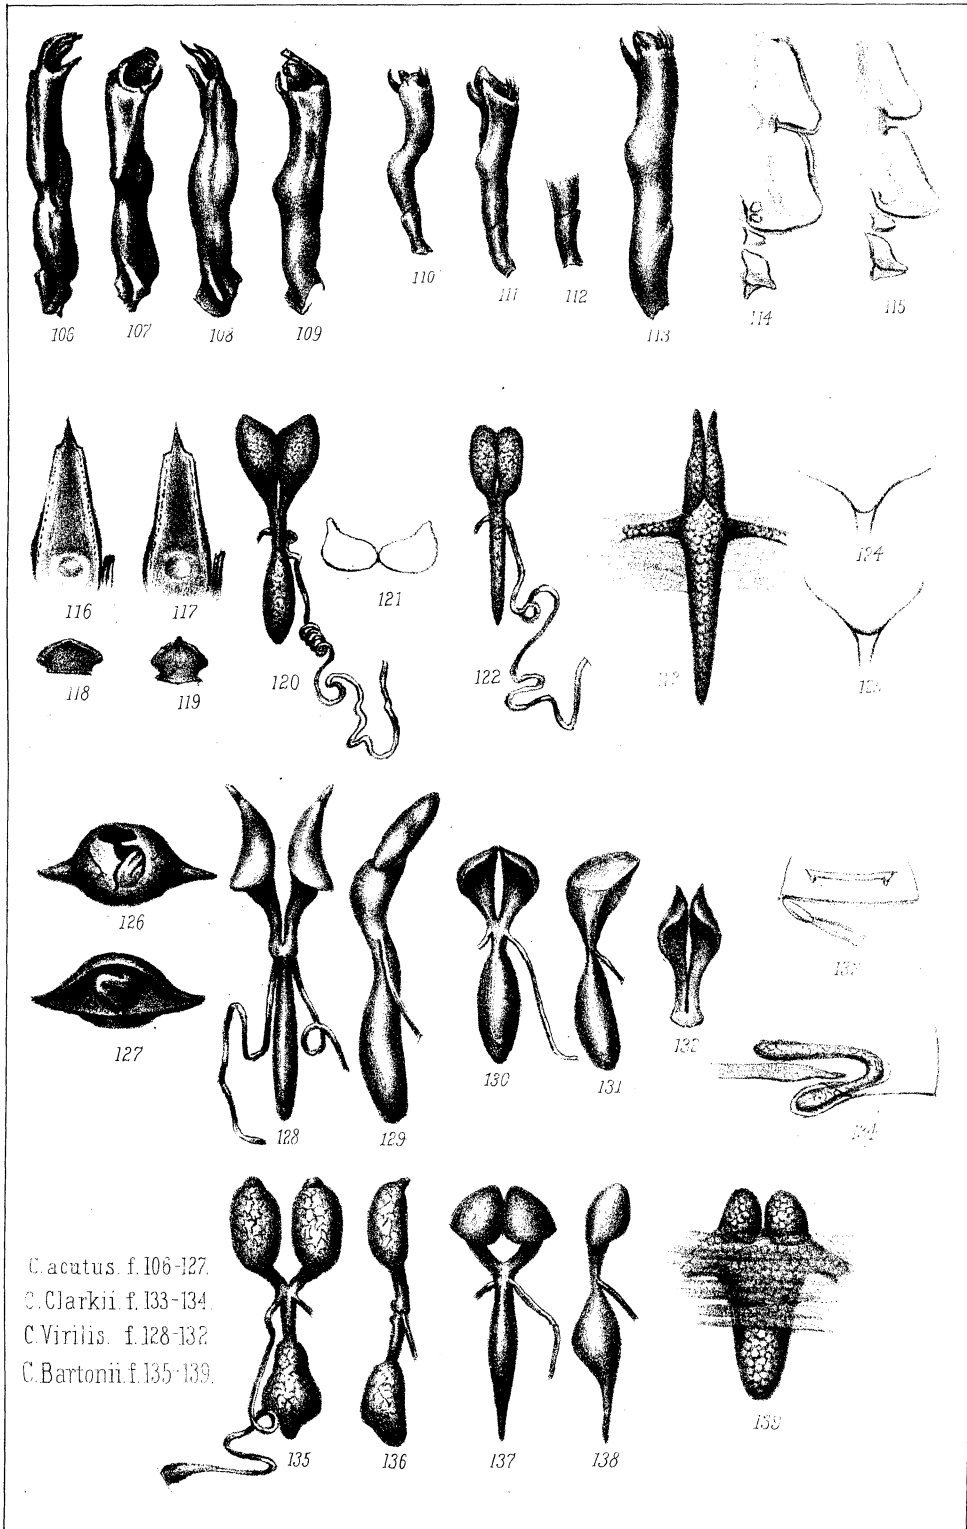 106 107 108 109 110 111 112 113 114 115
116 117 120 121 122 124
118 119
126 128 129 130 131 132
127
C. acutus. f. 106-127.
C. Clarkii. f. 133-134.
C. Virilis. f. 128-132
C. Bartonii. f. 135-139.
135 136 137 138